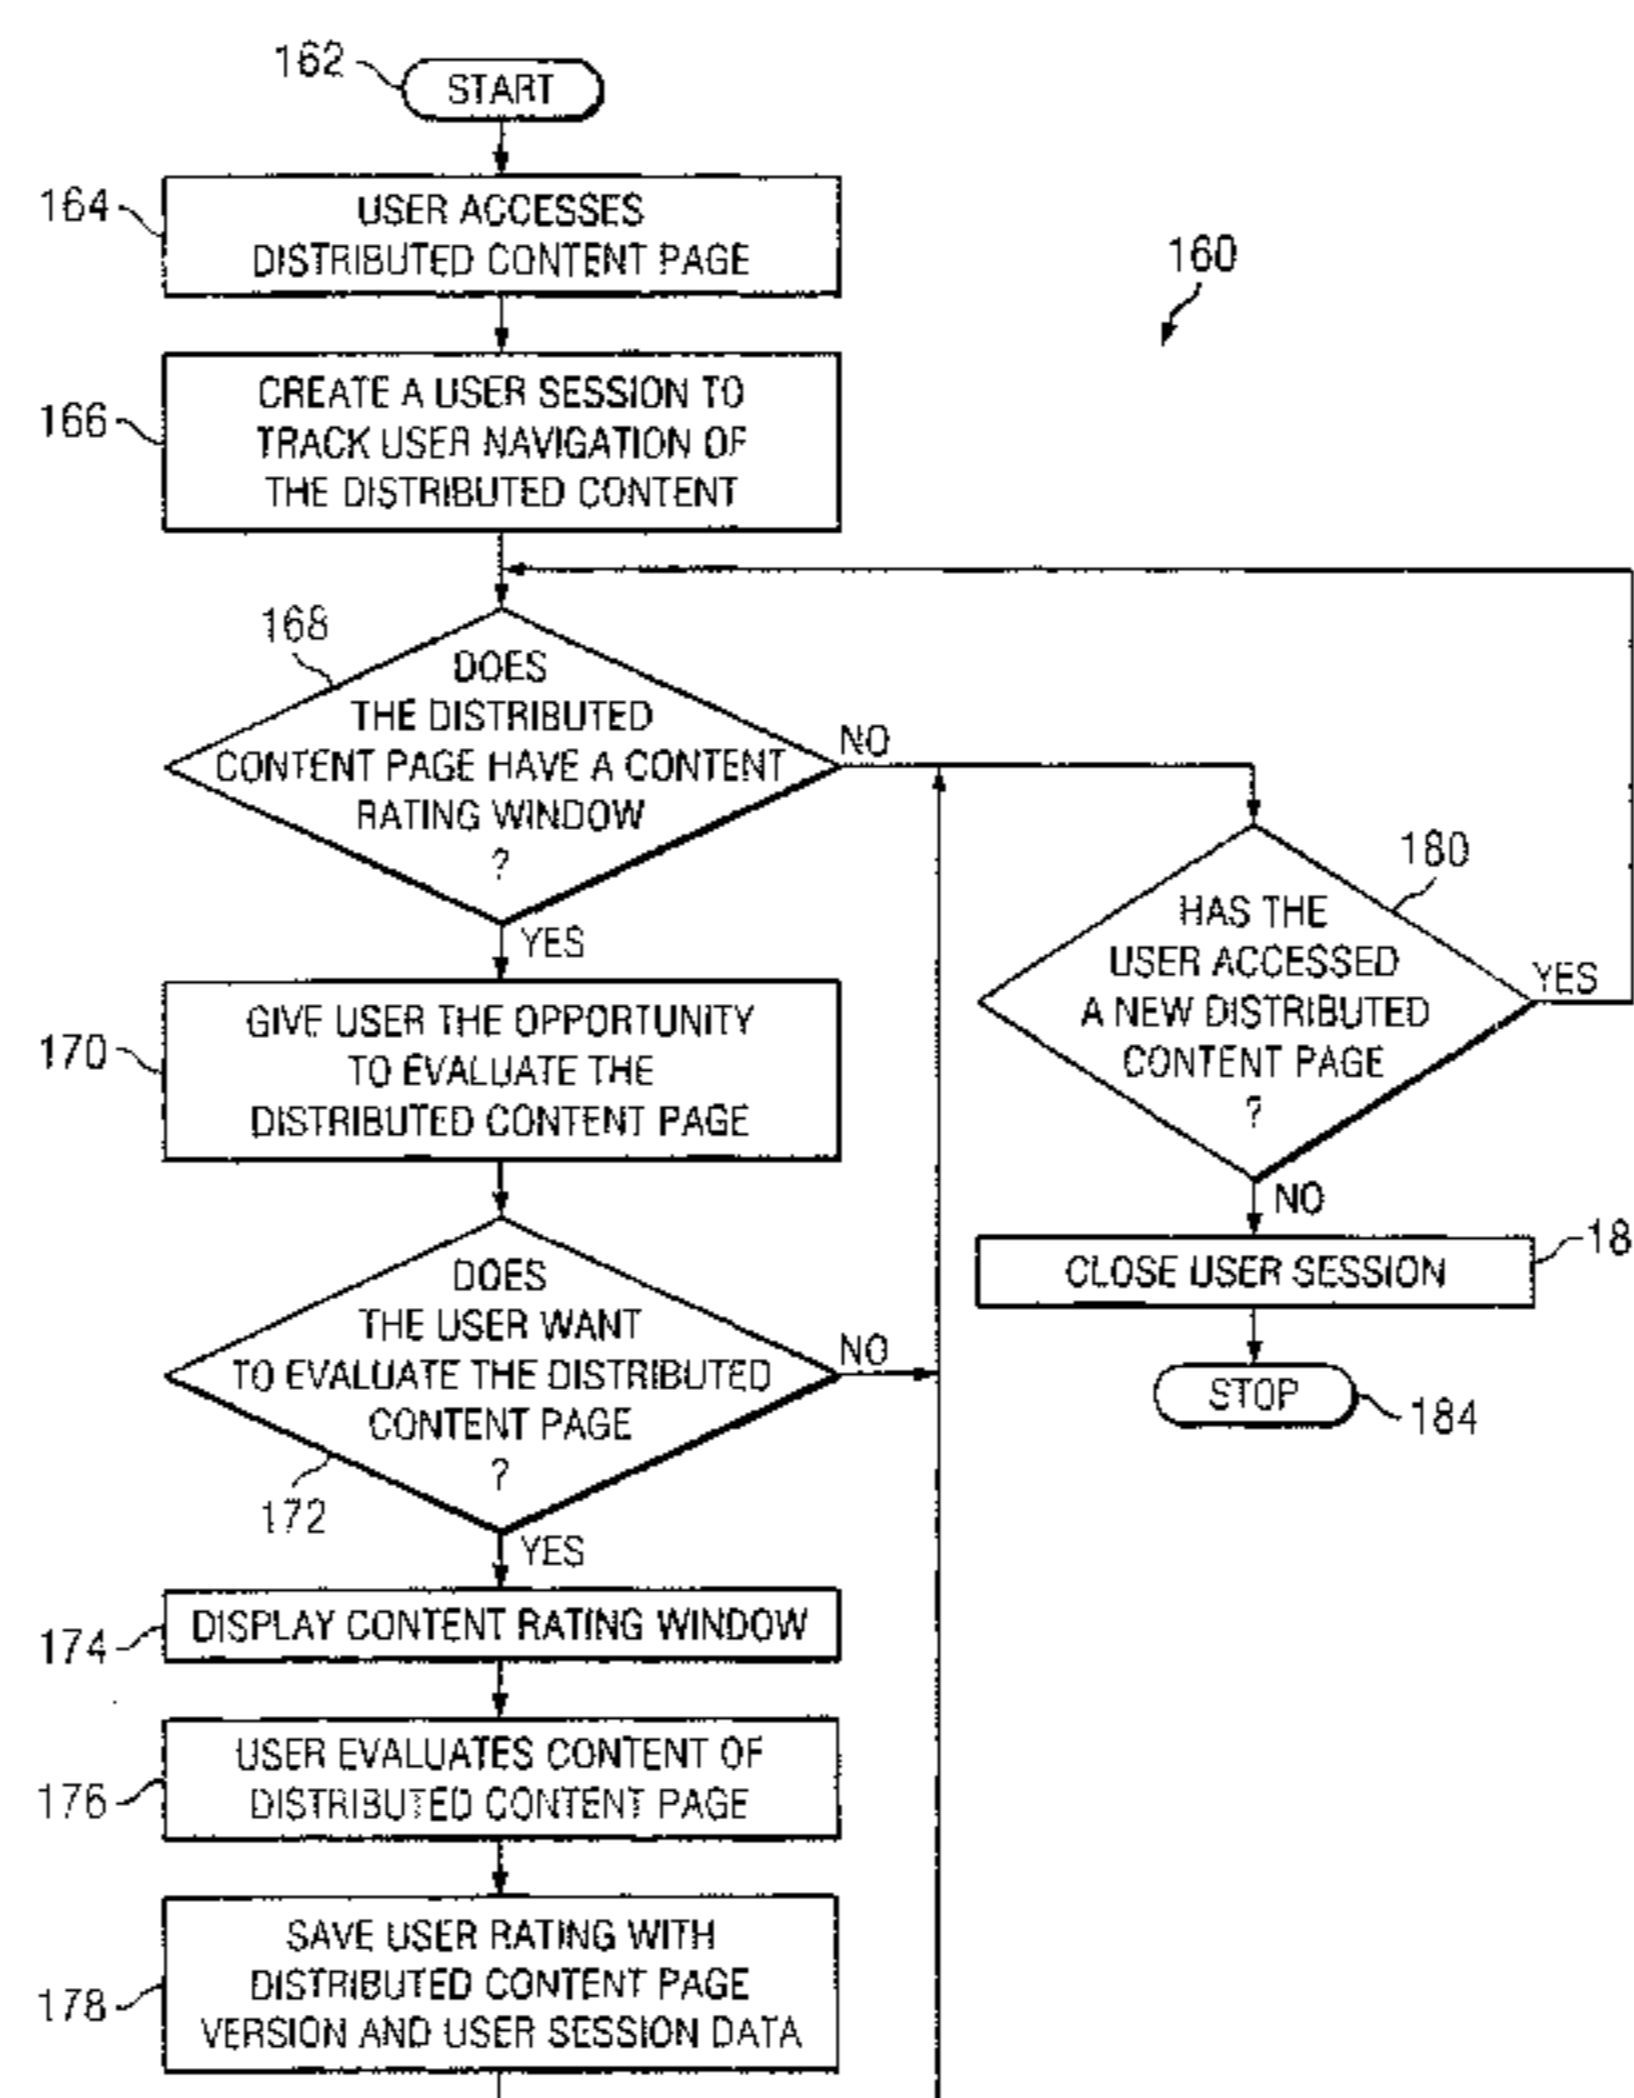 162
START
164
USER ACCESSES
DISTRIBUTED CONTENT PAGE
160
166
CREATE A USER SESSION TO
TRACK USER NAVIGATION OF
THE DISTRIBUTED CONTENT
168
DOES
THE DISTRIBUTED
CONTENT PAGE HAVE A CONTENT
RATING WINDOW
?
NO
YES
170
GIVE USER THE OPPORTUNITY
TO EVALUATE THE
DISTRIBUTED CONTENT PAGE
DOES
THE USER WANT
TO EVALUATE THE DISTRIBUTED
CONTENT PAGE
?
172
NO
YES
174
DISPLAY CONTENT RATING WINDOW
176
USER EVALUATES CONTENT OF
DISTRIBUTED CONTENT PAGE
178
SAVE USER RATING WITH
DISTRIBUTED CONTENT PAGE
VERSION AND USER SESSION DATA
180
HAS THE
USER ACCESSED
A NEW DISTRIBUTED
CONTENT PAGE
?
YES
NO
18
CLOSE USER SESSION
STOP
184